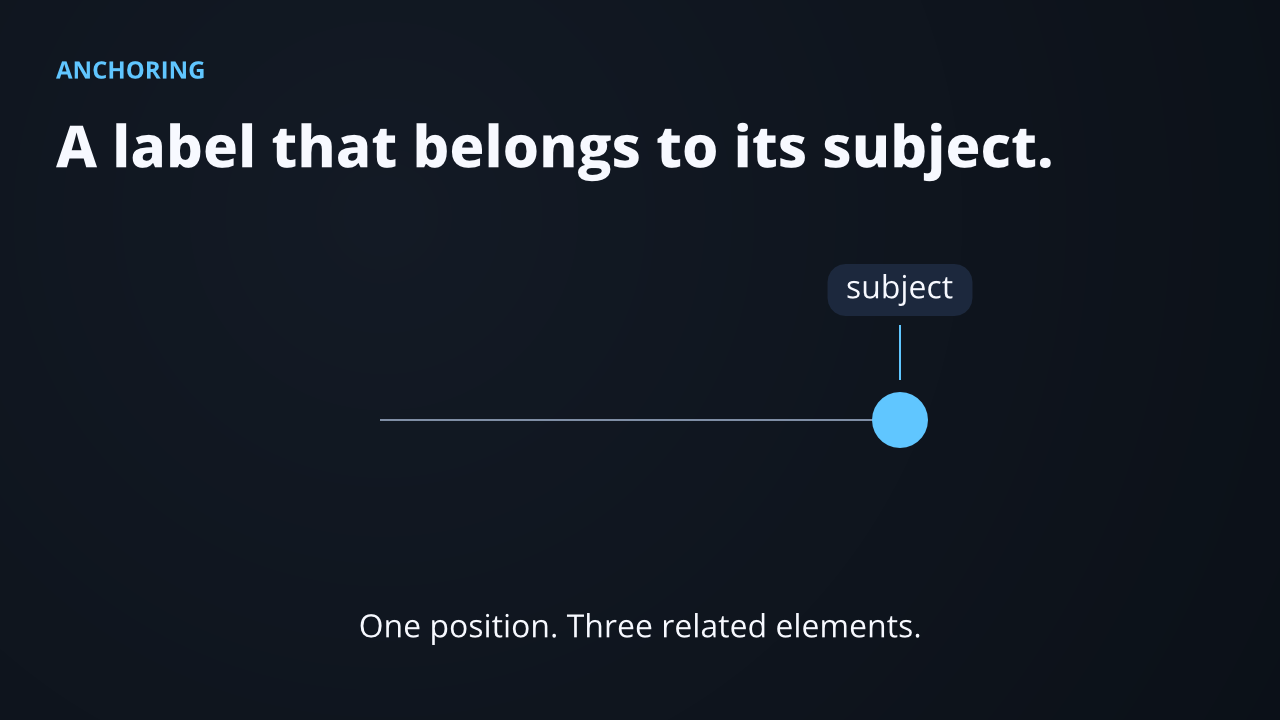 ANCHORING
A label that belongs to its subject.
subject
One position. Three related elements.